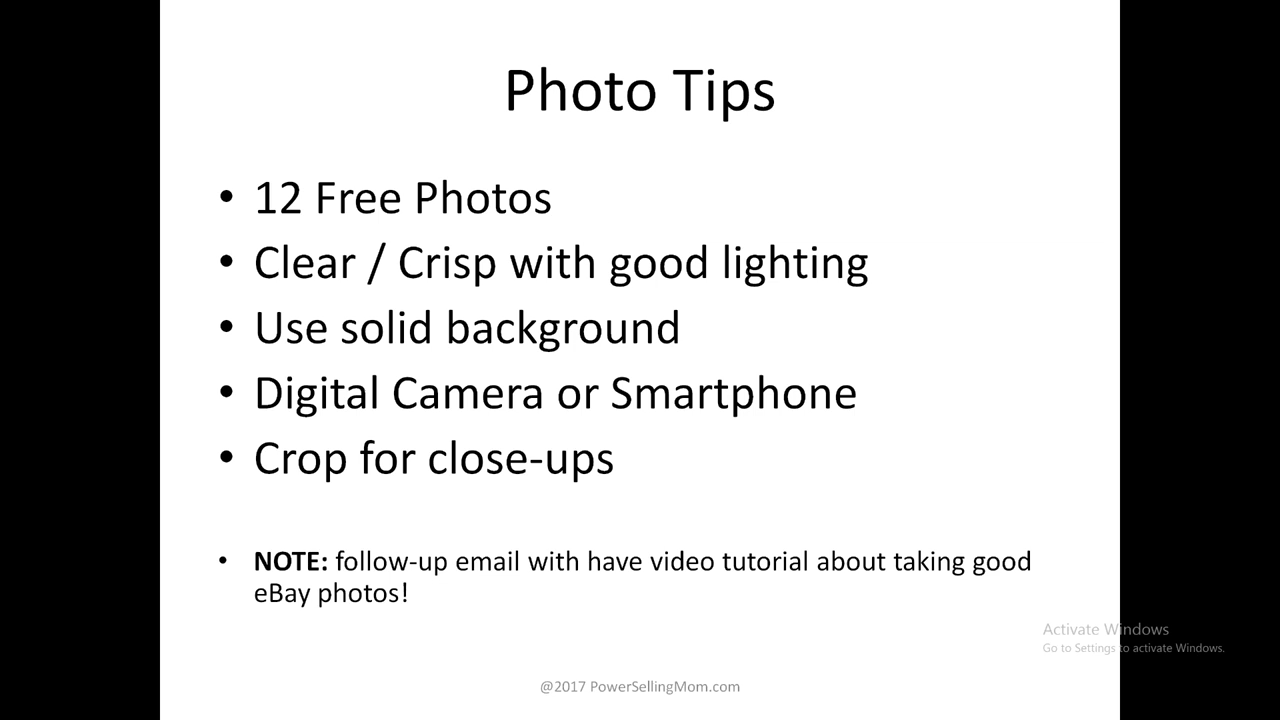 Photo Tips
• 12 Free Photos
• Clear / Crisp with good lighting
• Use solid background
• Digital Camera or Smartphone
• Crop for close-ups
• NOTE: follow-up email with have video tutorial about taking good
eBay photos!
Activate Windows
Go to Settings to activate Windows.
@2017 PowerSellingMom.com